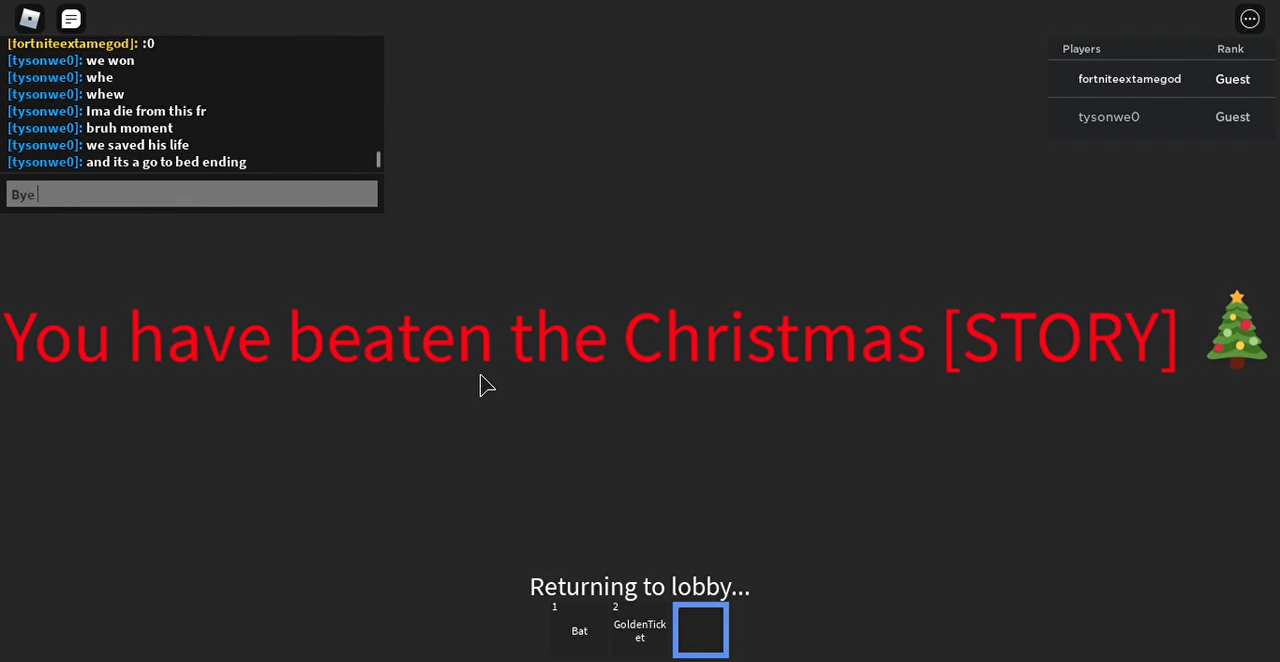 [fortniteextamegod]: :0
[tysonwe0]: we won
[tysonwe0]: whe
[tysonwe0]: whew
[tysonwe0]: Ima die from this fr
[tysonwe0]: bruh moment
[tysonwe0]: we saved his life
[tysonwe0]: and its a go to bed ending
Bye
Players Rank
fortniteextamegod Guest
tysonwe0 Guest
You have beaten the Christmas [STORY] 🎄
Returning to lobby...
1 2
Bat GoldenTick
et